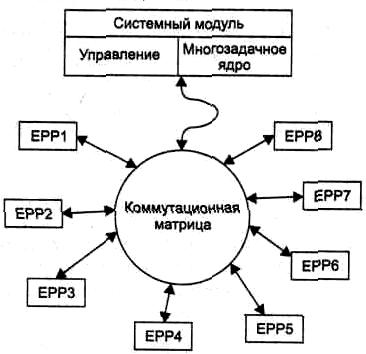 Системный модуль
Управление
Многозадачное
ядро
EPP1
EPP8
EPP2
Коммутационная
матрица
EPP7
EPP3
EPP6
EPP4
EPP5